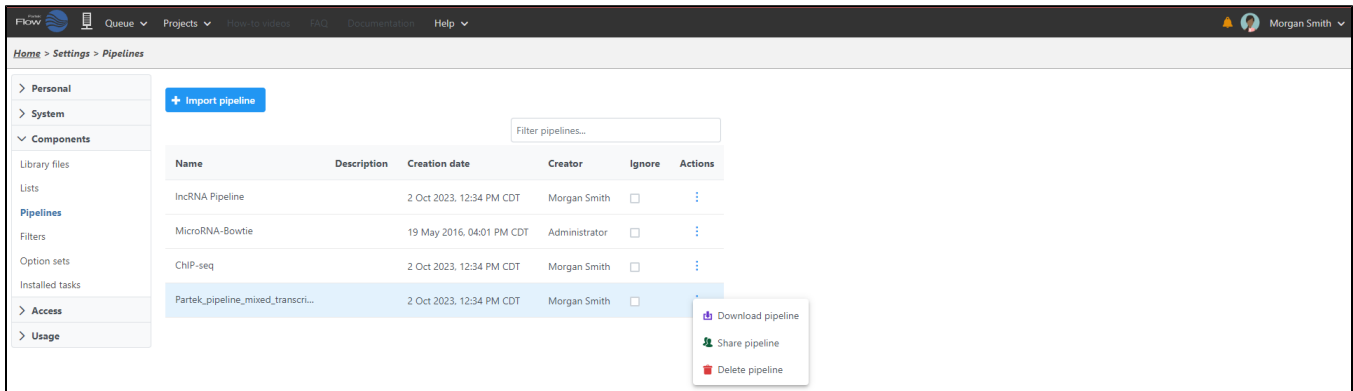 Partek
Flow Queue Projects How-to videos FAQ Documentation Help Morgan Smith
Home > Settings > Pipelines
Personal
System
Components
Library files
Lists
Pipelines
Filters
Option sets
Installed tasks
Access
Usage
+ Import pipeline
Filter pipelines...
Name Description Creation date Creator Ignore Actions
lncRNA Pipeline 2 Oct 2023, 12:34 PM CDT Morgan Smith
MicroRNA-Bowtie 19 May 2016, 04:01 PM CDT Administrator
ChIP-seq 2 Oct 2023, 12:34 PM CDT Morgan Smith
Partek_pipeline_mixed_transcri... 2 Oct 2023, 12:34 PM CDT Morgan Smith
Download pipeline
Share pipeline
Delete pipeline